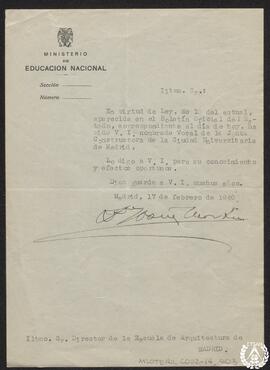 MINISTERIO
DE
EDUCACION NACIONAL
Sección
Número
Iltmo. Sr.:
En virtud de Ley, de 10 del actual,
aparecida en el Boletín Oficial del Es-
tado, correspondiente al día de hoy, ha
sido V. I. nombrado Vocal de la Junta
Constructora de la Ciudad Universitaria
de Madrid.
Lo digo a V. I. para su conocimiento
y efectos oportunos.
Dios guarde a V. I. muchos años.
Madrid, 17 de febrero de 1940
Iltmo. Sr. Director de la Escuela de Arquitectura de
MADRID.